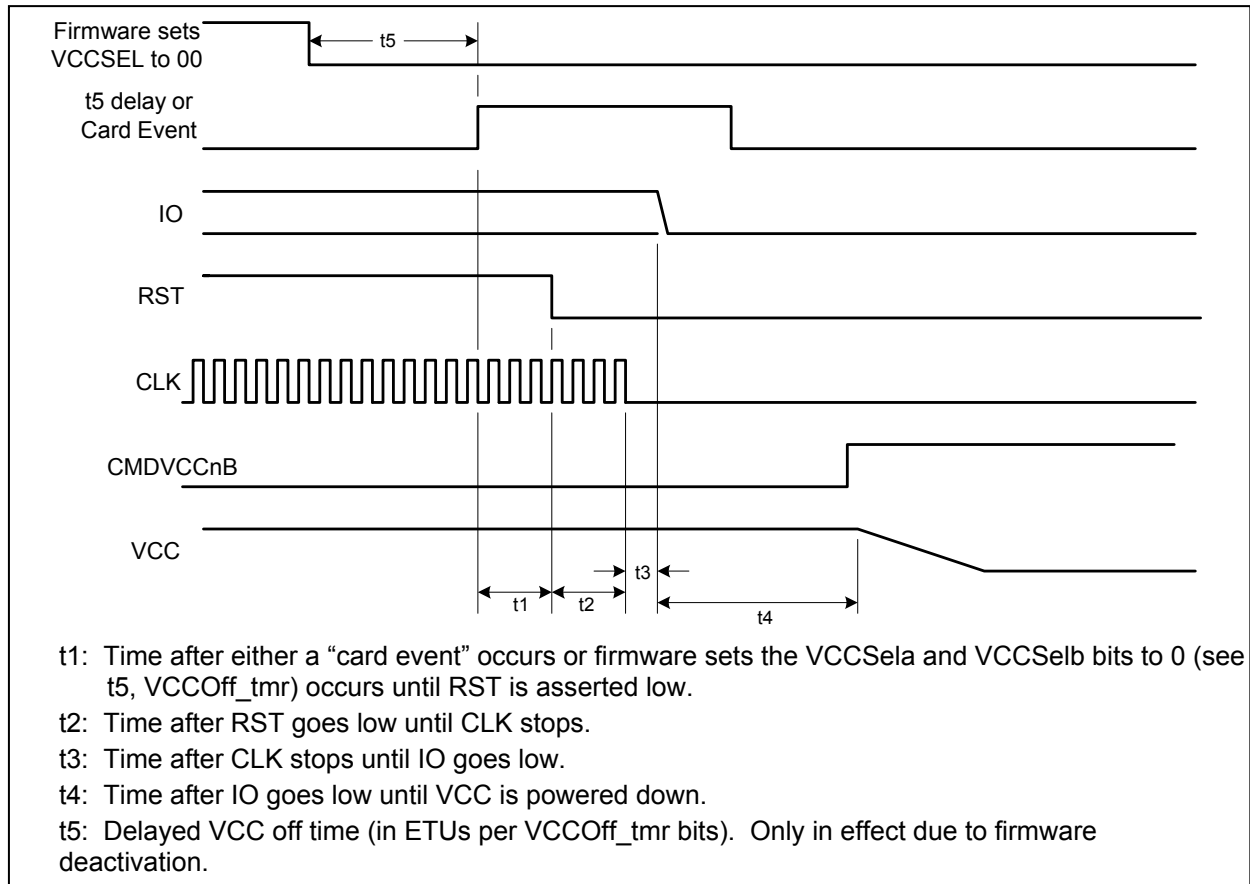 Firmware sets
VCCSEL to 00
t5
t5 delay or
Card Event
IO
RST
CLK
CMDVCCnB
VCC
t3
t1
t2
t4
t1: Time after either a “card event” occurs or firmware sets the VCCSela and VCCSelb bits to 0 (see
t5, VCCOff_tmr) occurs until RST is asserted low.
t2: Time after RST goes low until CLK stops.
t3: Time after CLK stops until IO goes low.
t4: Time after IO goes low until VCC is powered down.
t5: Delayed VCC off time (in ETUs per VCCOff_tmr bits). Only in effect due to firmware
deactivation.